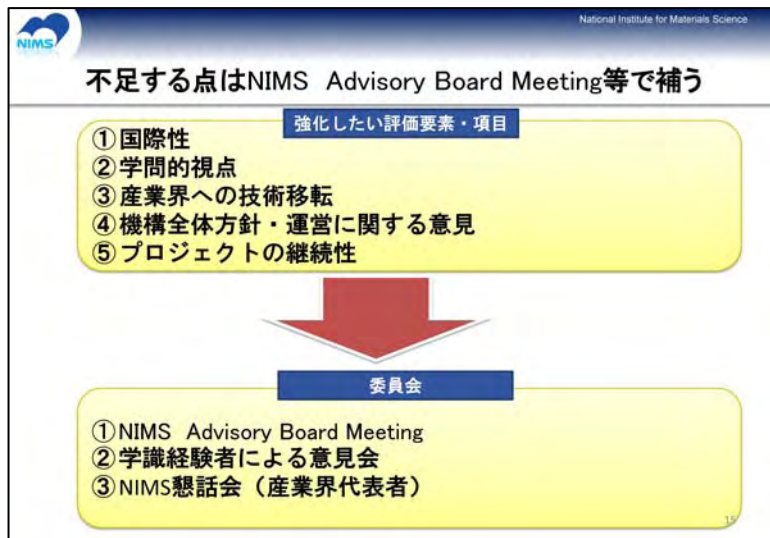 NIMS
National Institute for Materials Science
不足する点はNIMS Advisory Board Meeting等で補う
強化したい評価要素・項目
①国際性
②学問的視点
③産業界への技術移転
④機構全体方針・運営に関する意見
⑤プロジェクトの継続性
委員会
①NIMS Advisory Board Meeting
②学識経験者による意見会
③NIMS懇話会（産業界代表者）
15